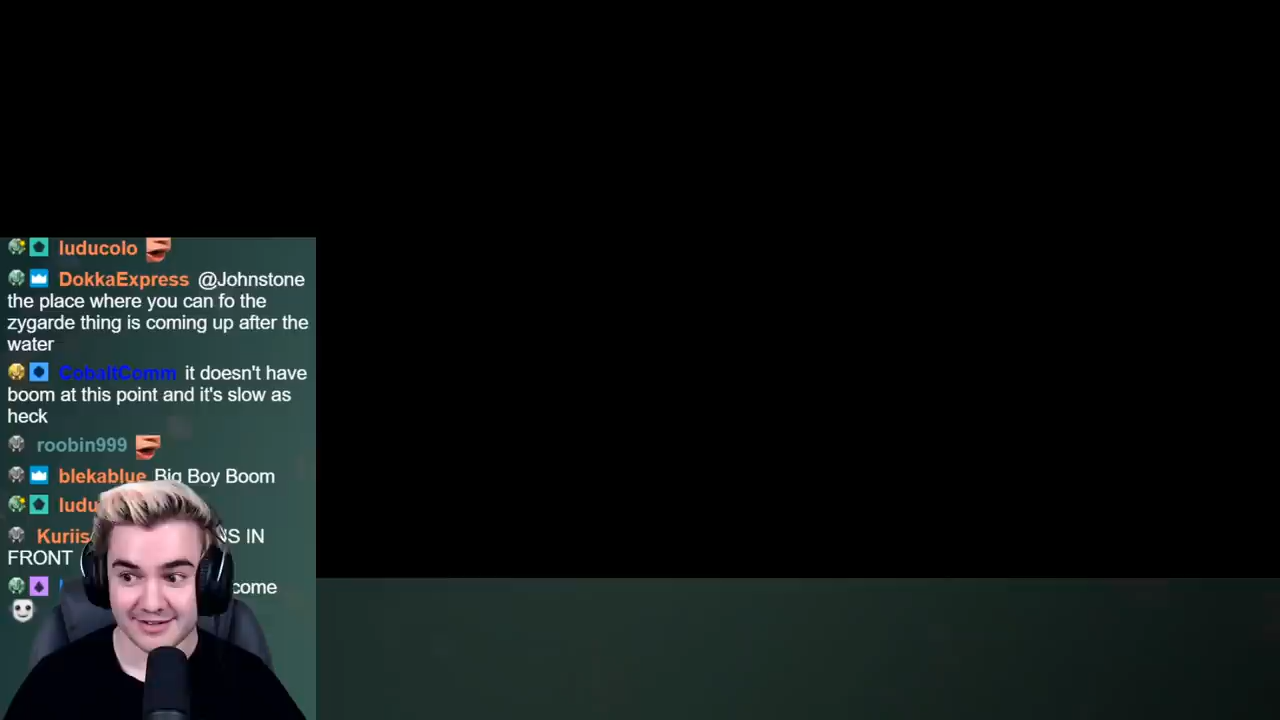 luducolo
DokkaExpress @Johnstone
the place where you can fo the
zygarde thing is coming up after the
water
CobaltComm it doesn't have
boom at this point and it's slow as
heck
roobin999
blekablue Big Boy Boom
Kuriis IN
FRONT
come